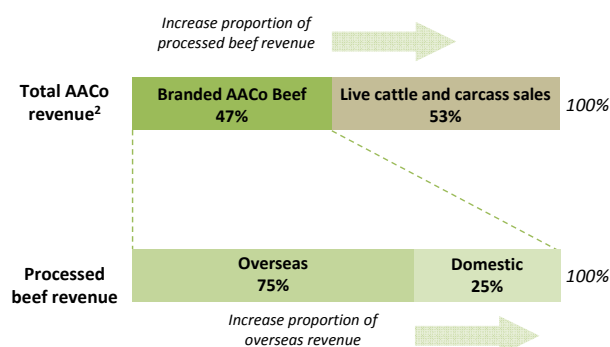 Increase proportion of
processed beef revenue
Total AACo
revenue²
Branded AACo Beef
47%
Live cattle and carcass sales
53%
100%
Processed
beef revenue
Overseas
75%
Domestic
25%
100%
Increase proportion of
overseas revenue